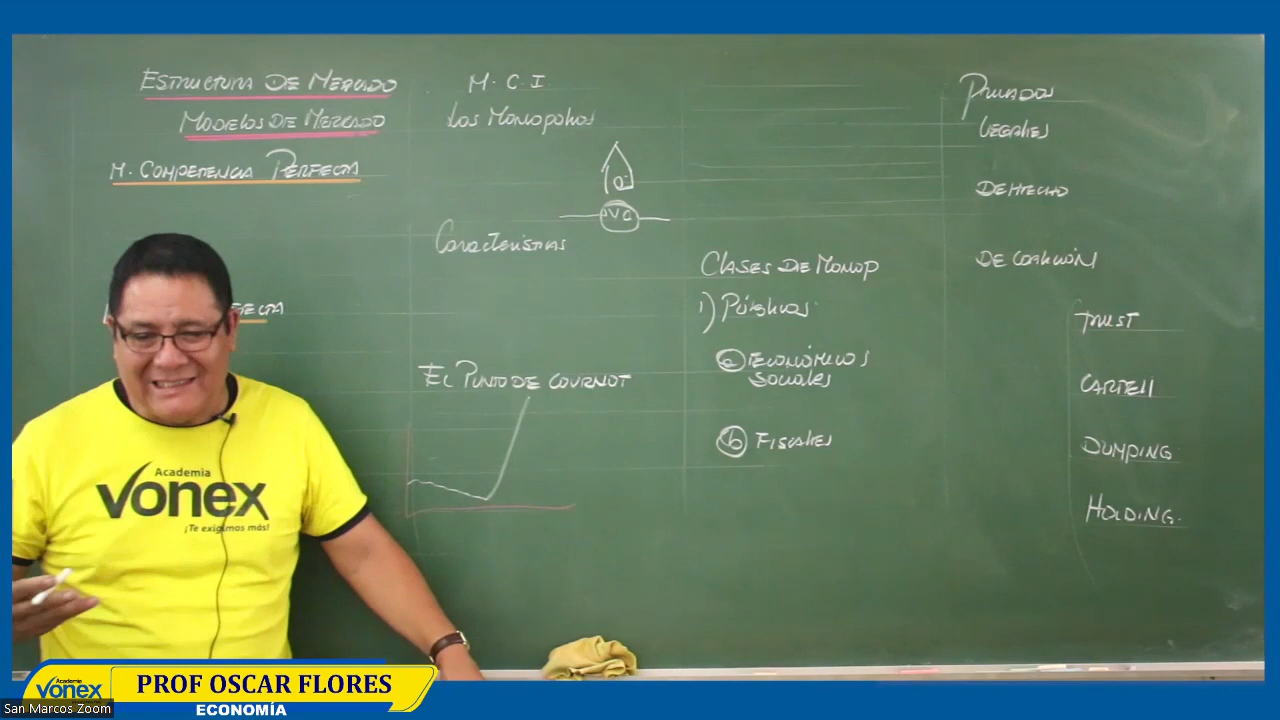 ESTRUCTURA DE MERCADO
MODELOS DE MERCADO
M. COMPETENCIA PERFECTA
FECTA
M. C. I.
Los Monopolios
PVC
Características
EL PUNTO DE COURNOT
CLASES DE MONOP
1) Públicos
a ECONÓMICOS
Sociales
b FISCALES
PRIVADOS
LEGALES
DE HECHO
DE COALICIÓN
TRUST
CARTELL
DUMPING
HOLDING.
Academia
vonex
¡Te exigimos más!
Academia
vonex
PROF OSCAR FLORES
ECONOMÍA
San Marcos Zoom